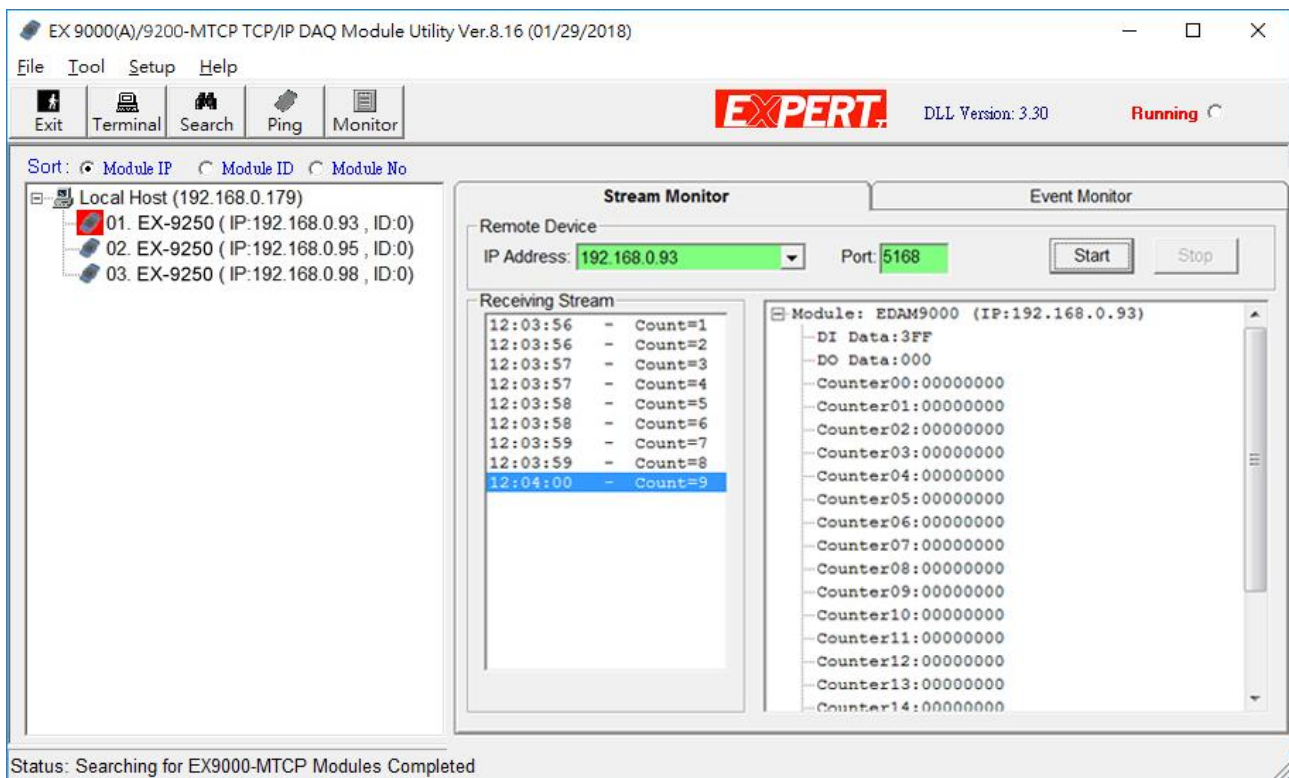 EX 9000(A)/9200-MTCP TCP/IP DAQ Module Utility Ver.8.16 (01/29/2018)
File Tool Setup Help
Exit Terminal Search Ping Monitor
EXPERT DLL Version: 3.30 Running
Sort: Module IP Module ID Module No
Local Host (192.168.0.179)
01. EX-9250 ( IP:192.168.0.93 , ID:0)
02. EX-9250 ( IP:192.168.0.95 , ID:0)
03. EX-9250 ( IP:192.168.0.98 , ID:0)
Stream Monitor Event Monitor
Remote Device
IP Address: 192.168.0.93 Port: 5168 Start Stop
Receiving Stream
12:03:56 - Count=1
12:03:56 - Count=2
12:03:57 - Count=3
12:03:57 - Count=4
12:03:58 - Count=5
12:03:58 - Count=6
12:03:59 - Count=7
12:03:59 - Count=8
12:04:00 - Count=9
Module: EDAM9000 (IP:192.168.0.93)
DI Data:3FF
DO Data:000
Counter00:00000000
Counter01:00000000
Counter02:00000000
Counter03:00000000
Counter04:00000000
Counter05:00000000
Counter06:00000000
Counter07:00000000
Counter08:00000000
Counter09:00000000
Counter10:00000000
Counter11:00000000
Counter12:00000000
Counter13:00000000
Counter14:00000000
Status: Searching for EX9000-MTCP Modules Completed